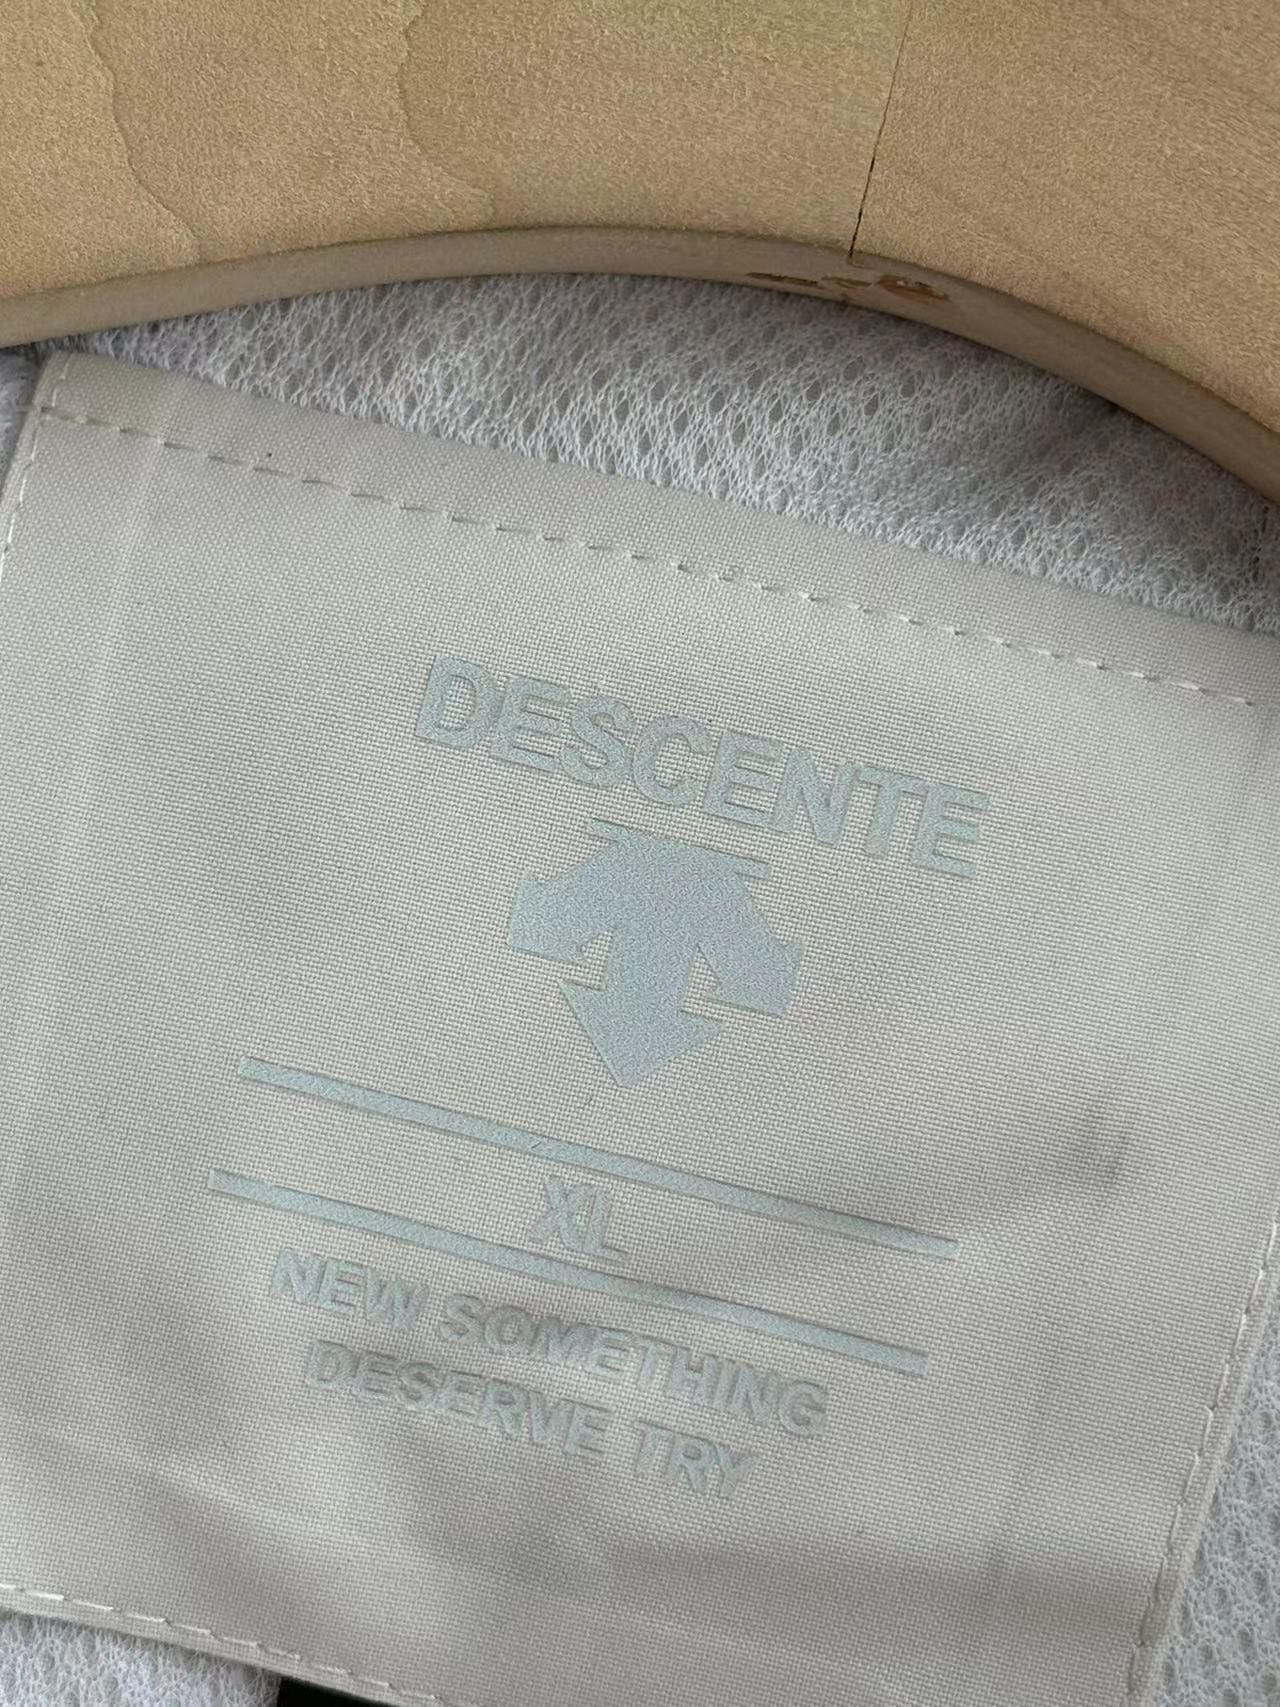 DESCENTE
XL
NEW SOMETHING
DESERVE TRY